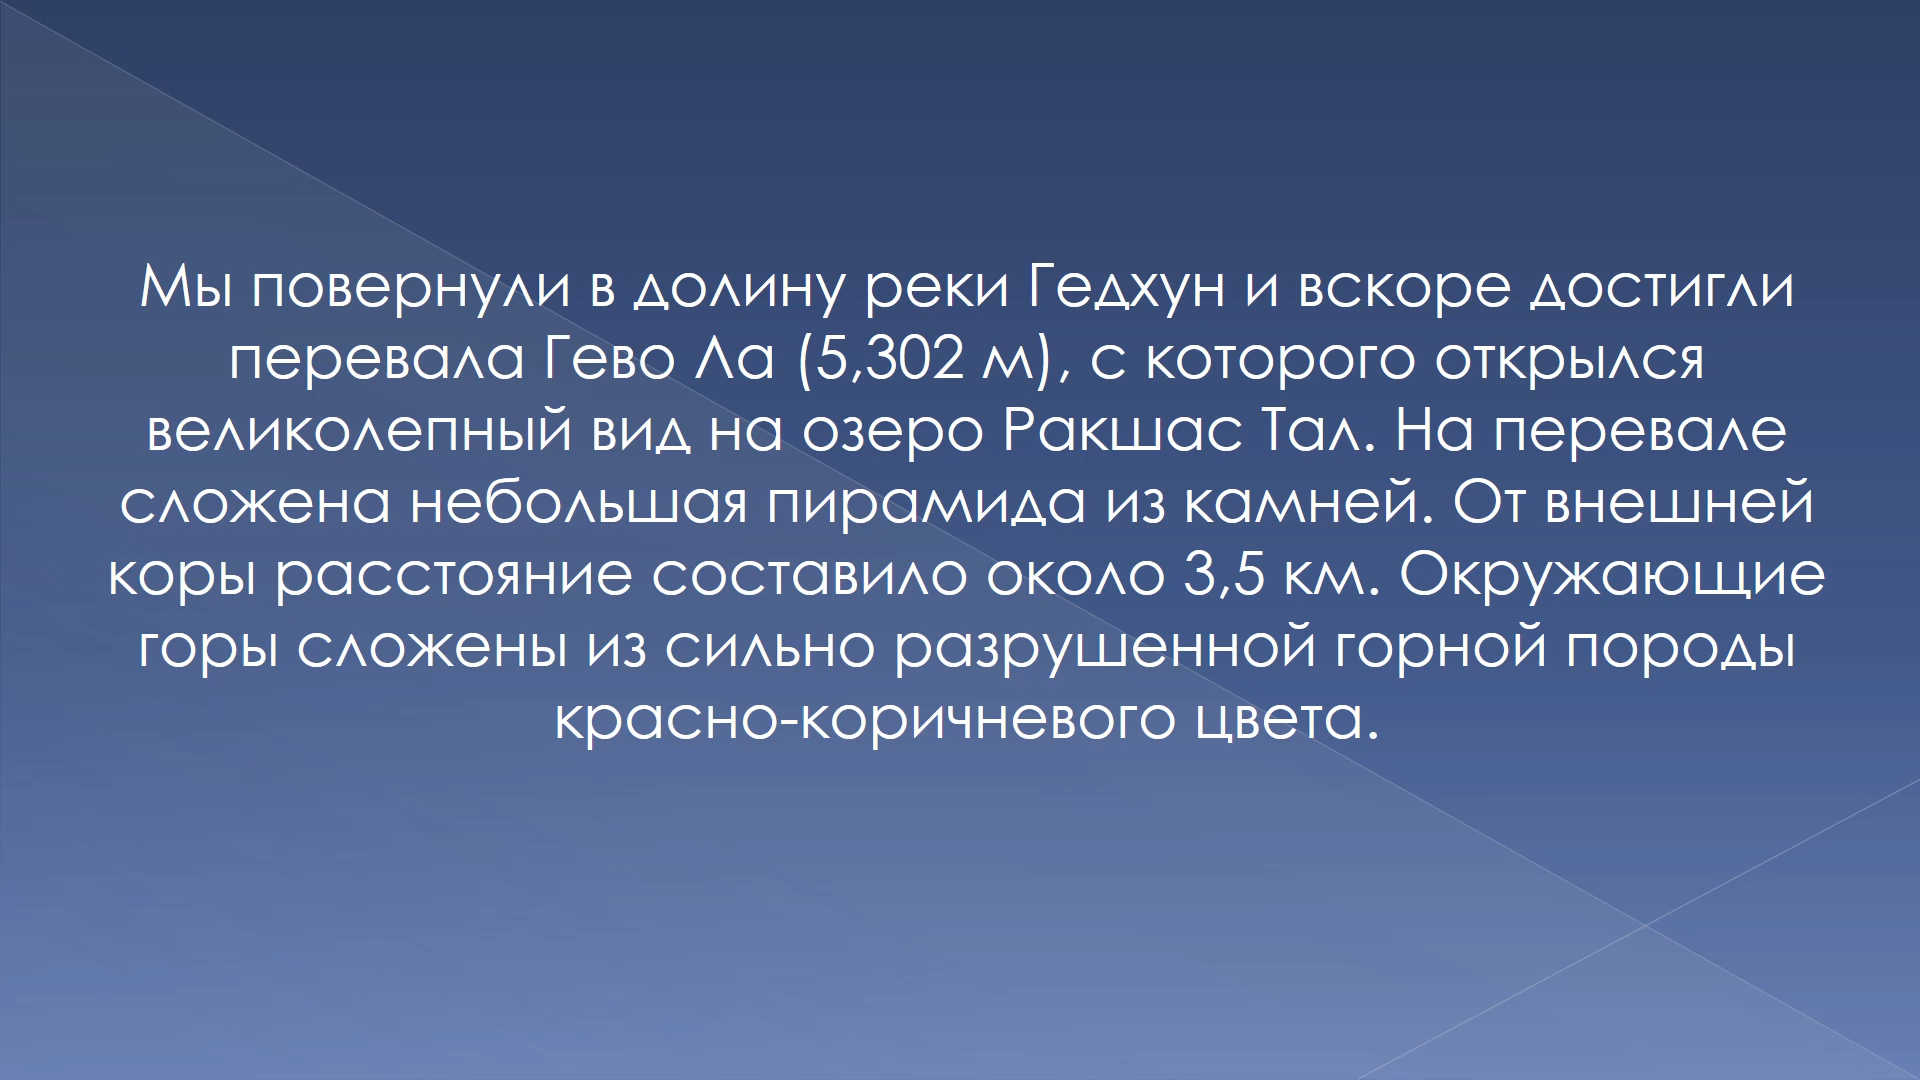 Мы повернули в долину реки Гедхун и вскоре достигли
перевала Гево Ла (5,302 м), с которого открылся
великолепный вид на озеро Ракшас Тал. На перевале
сложена небольшая пирамида из камней. От внешней
коры расстояние составило около 3,5 км. Окружающие
горы сложены из сильно разрушенной горной породы
красно-коричневого цвета.